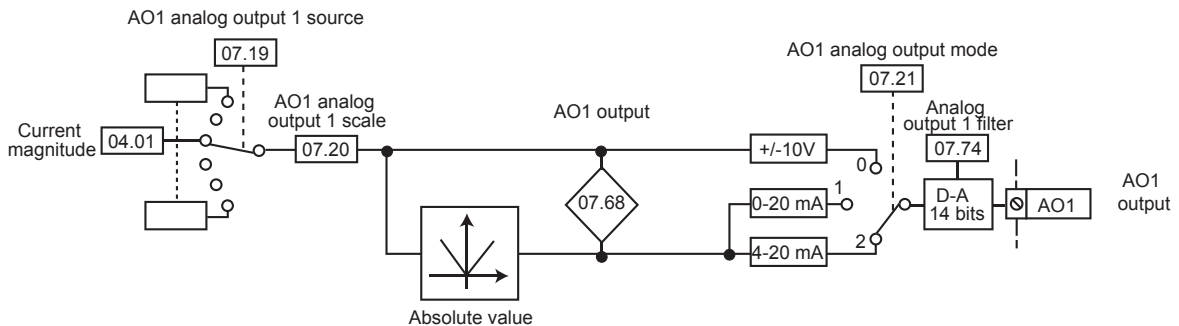 AO1 analog output 1 source
07.19
Current
magnitude
04.01
AO1 analog
output 1 scale
07.20
AO1 output
07.68
Absolute value
AO1 analog output mode
07.21
+/-10V
0
0-20 mA
1
4-20 mA
2
Analog
output 1 filter
07.74
D-A
14 bits
AO1
AO1
output